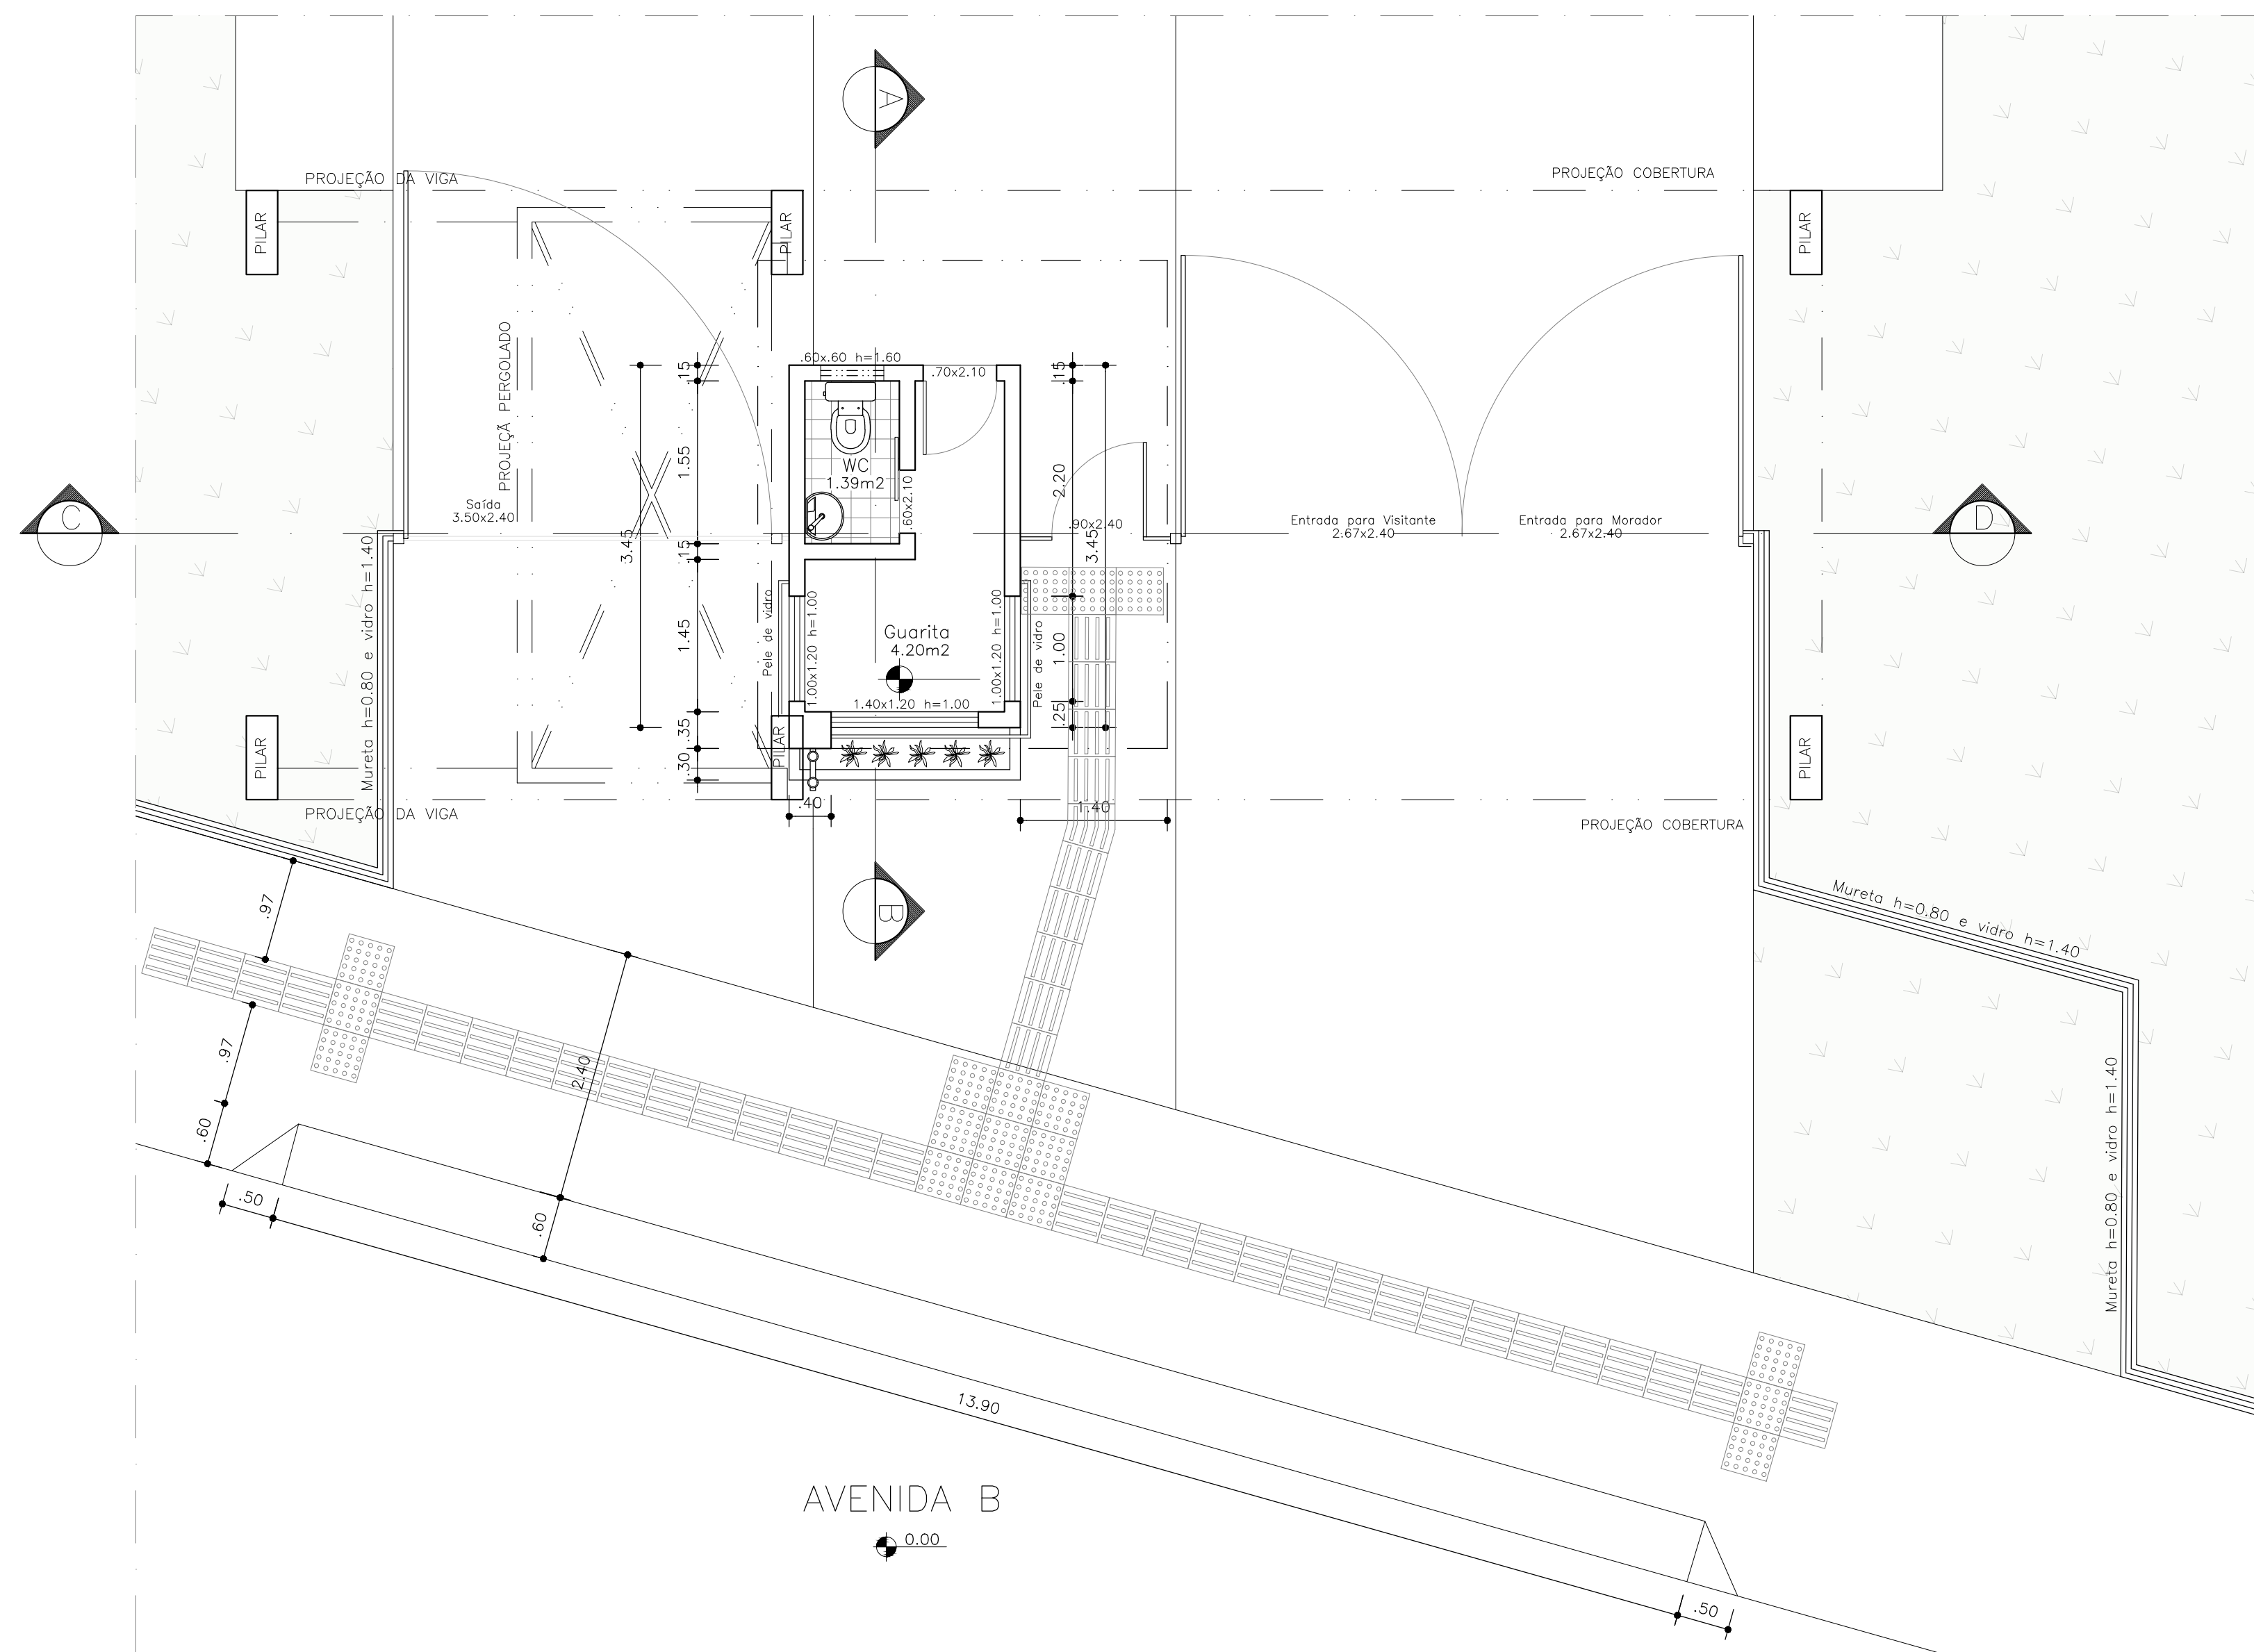 A
PROJEÇÃO DA VIGA
PROJEÇÃO COBERTURA
PILAR
PILAR
PILAR
PROJEÇÃ PERGOLADO
.60x.60 h=1.60
.70x2.10
.15
.15
1.55
WC
1.39m2
.60x2.10
2.20
C
Saída
3.50x2.40
.90x2.40
Entrada para Visitante
2.67x2.40
Entrada para Morador
2.67x2.40
D
3.45
.15
3.45
Mureta h=0.80 e vidro h=1.40
Pele de vidro
1.00x1.20 h=1.00
1.45
Guarita
4.20m2
1.00x1.20 h=1.00
Pele de vidro
1.00
1.40x1.20 h=1.00
.25
.35
.30
PILAR
PILAR
PILAR
PROJEÇÃO DA VIGA
.40
1.40
PROJEÇÃO COBERTURA
B
Mureta h=0.80 e vidro h=1.40
.97
.97
2.40
.60
.50
.60
Mureta h=0.80 e vidro h=1.40
13.90
AVENIDA B
0.00
.50